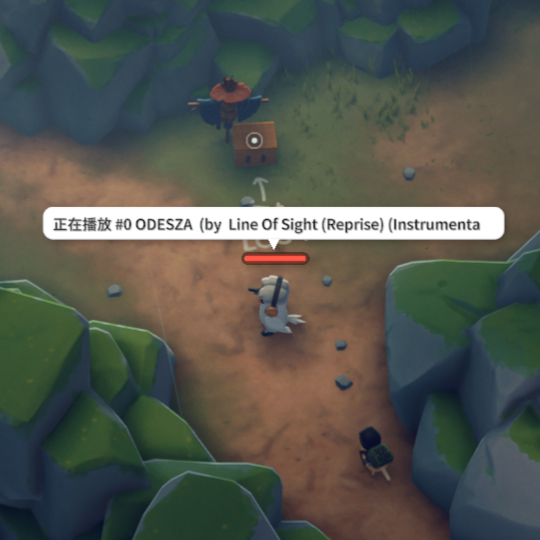 正在播放 #0 ODESZA  (by  Line Of Sight (Reprise) (Instrumenta